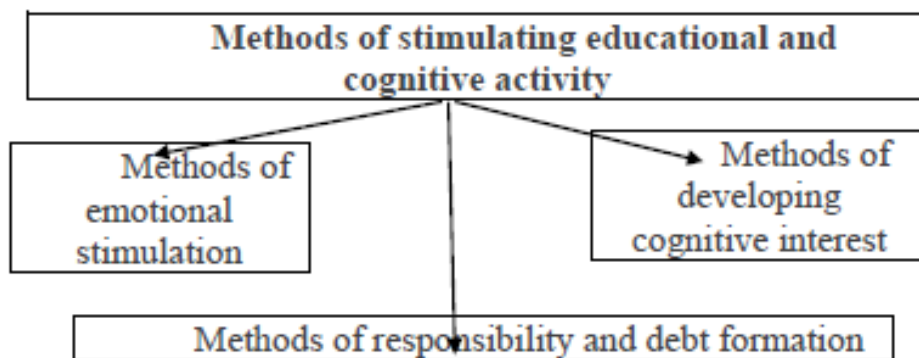 Methods of stimulating educational and
cognitive activity
Methods of
emotional
stimulation
Methods of
developing
cognitive interest
Methods of responsibility and debt formation